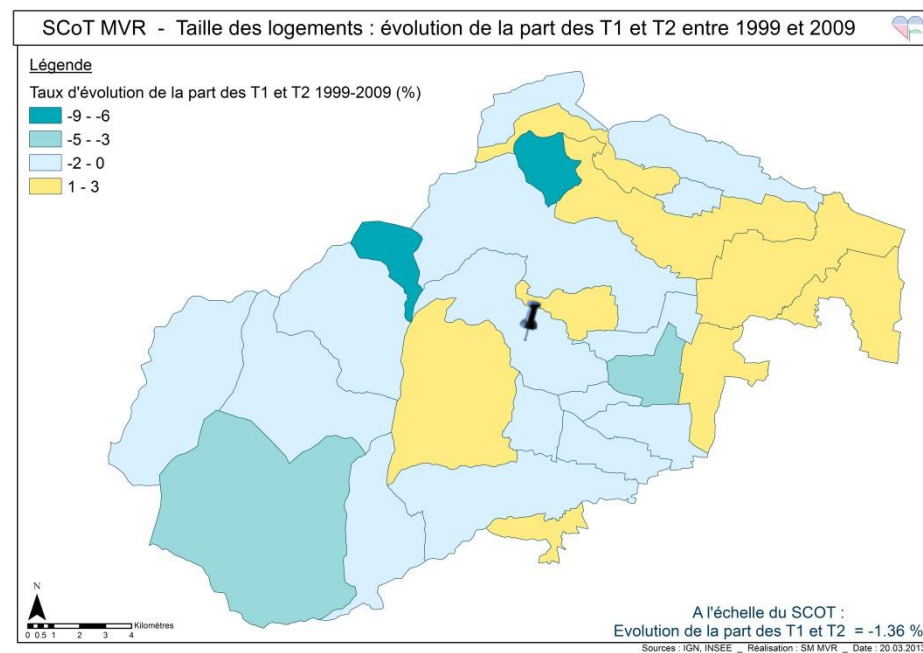 SCoT MVR - Taille des logements : évolution de la part des T1 et T2 entre 1999 et 2009
Légende
Taux d'évolution de la part des T1 et T2 1999-2009 (%)
-9 - -6
-5 - -3
-2 - 0
1 - 3
N
0 0.5 1 2 3 4 Kilomètres
A l'échelle du SCOT :
Evolution de la part des T1 et T2 = -1.36 %
Sources : IGN, INSEE _ Réalisation : SM MVR _ Date :